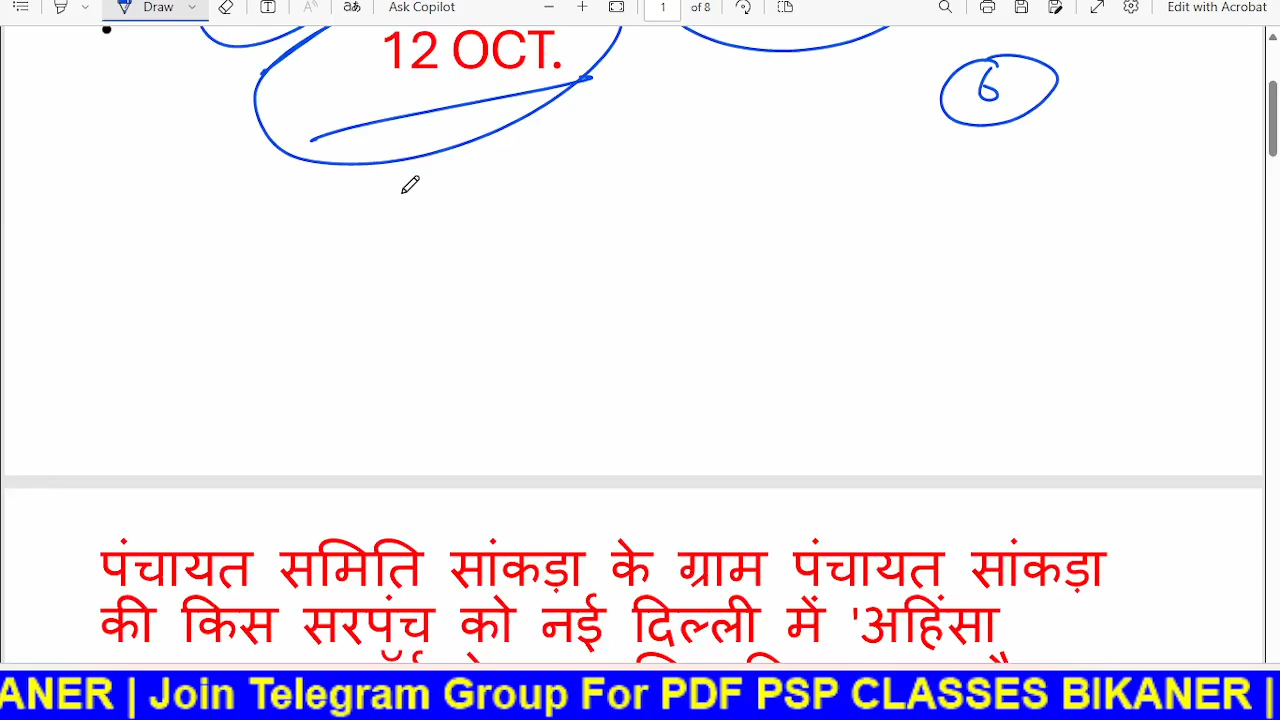 Draw
Ask Copilot
1
of 8
Edit with Acrobat
12 OCT.
6
पंचायत समिति सांकड़ा के ग्राम पंचायत सांकड़ा
की किस सरपंच को नई दिल्ली में 'अहिंसा
ANER | Join Telegram Group For PDF PSP CLASSES BIKANER |